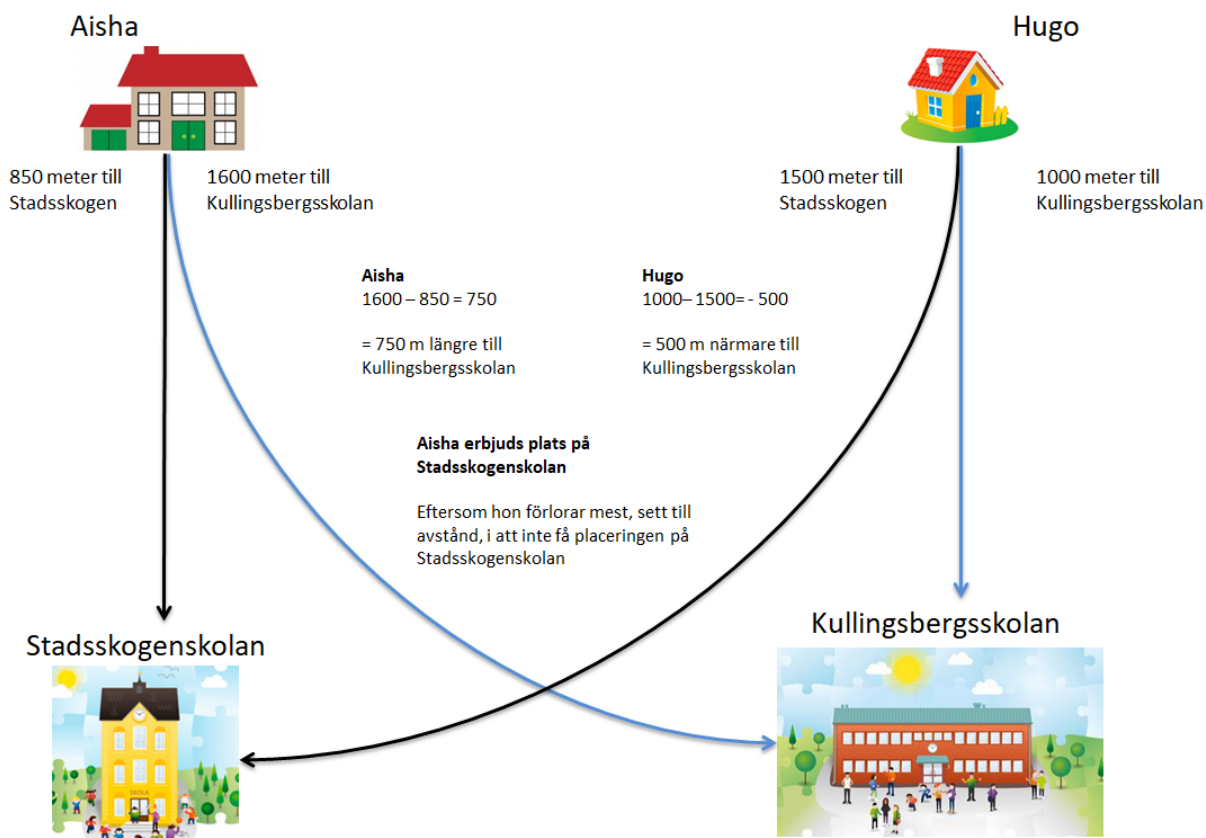 Aisha
Hugo
850 meter till
Stadsskogen
1600 meter till
Kullingsbergsskolan
1500 meter till
Stadsskogen
1000 meter till
Kullingsbergsskolan
Aisha
1600 – 850 = 750
= 750 m längre till
Kullingsbergsskolan
Hugo
1000– 1500= - 500
= 500 m närmare till
Kullingsbergsskolan
Aisha erbjuds plats på
Stadsskogenskolan
Eftersom hon förlorar mest, sett till
avstånd, i att inte få placeringen på
Stadsskogenskolan
Stadsskogenskolan
Kullingsbergsskolan
SKOLA